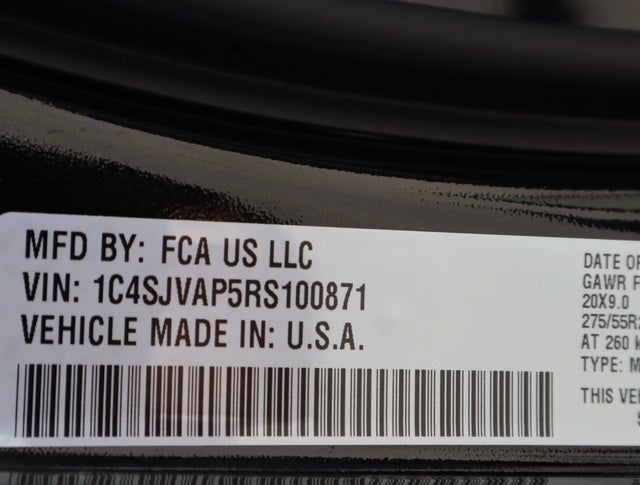 MFD BY: FCA US LLC
VIN: 1C4SJVAP5RS100871
VEHICLE MADE IN: U.S.A.
DATE OF
GAWR F
20X9.0
275/55R2
AT 260 k
TYPE: M
THIS VE